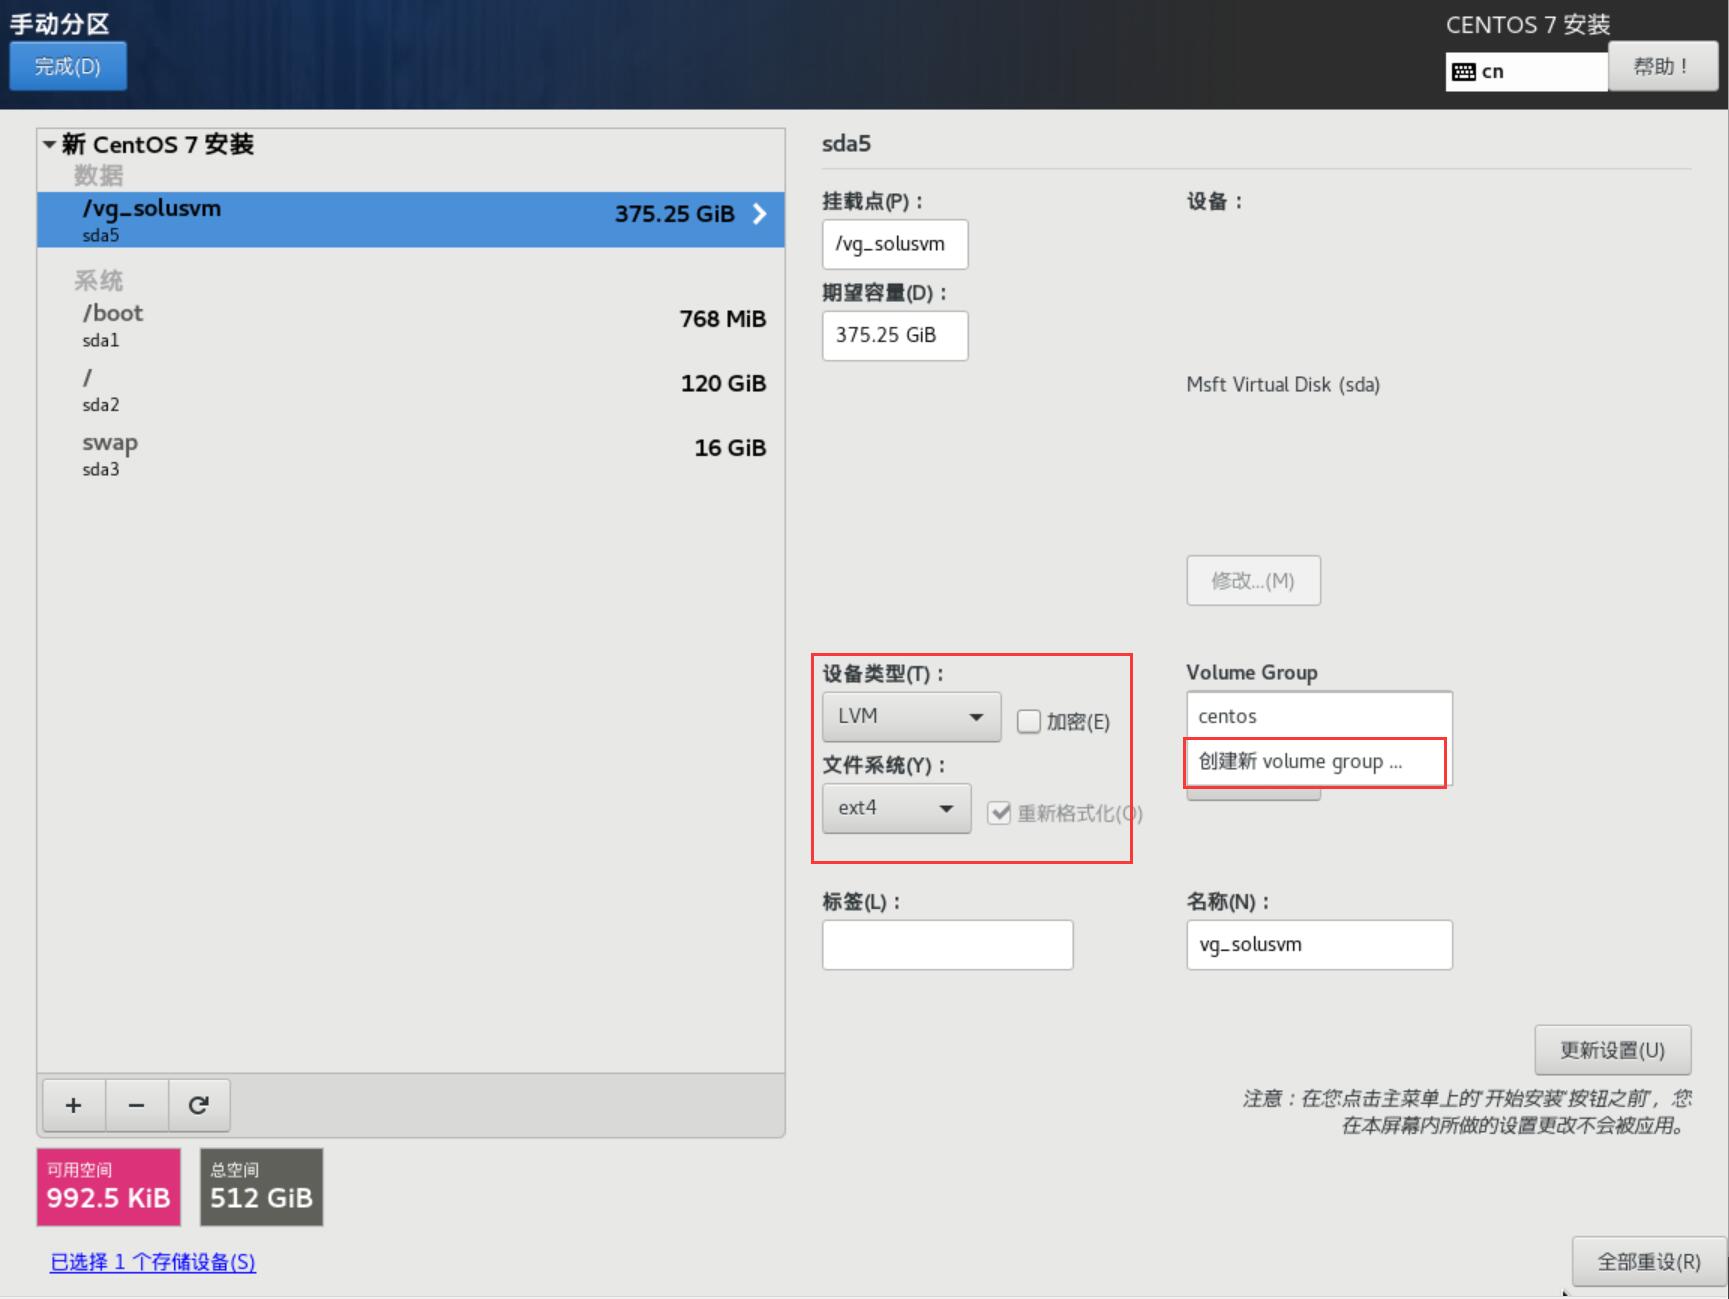 手动分区
完成(D)
CENTOS 7 安装
cn
帮助！
新 CentOS 7 安装
数据
/vg_solusvm
375.25 GiB
sda5
系统
/boot
768 MiB
sda1
/
120 GiB
sda2
swap
16 GiB
sda3
可用空间
992.5 KiB
总空间
512 GiB
已选择 1 个存储设备(S)
sda5
挂载点(P)：
/vg_solusvm
期望容量(D)：
375.25 GiB
设备：
Msft Virtual Disk (sda)
修改...(M)
设备类型(T)：
LVM
加密(E)
文件系统(Y)：
ext4
重新格式化(O)
Volume Group
centos
创建新 volume group ...
标签(L)：
名称(N)：
vg_solusvm
更新设置(U)
注意：在您点击主菜单上的"开始安装"按钮之前，您
在本屏幕内所做的设置更改不会被应用。
全部重设(R)